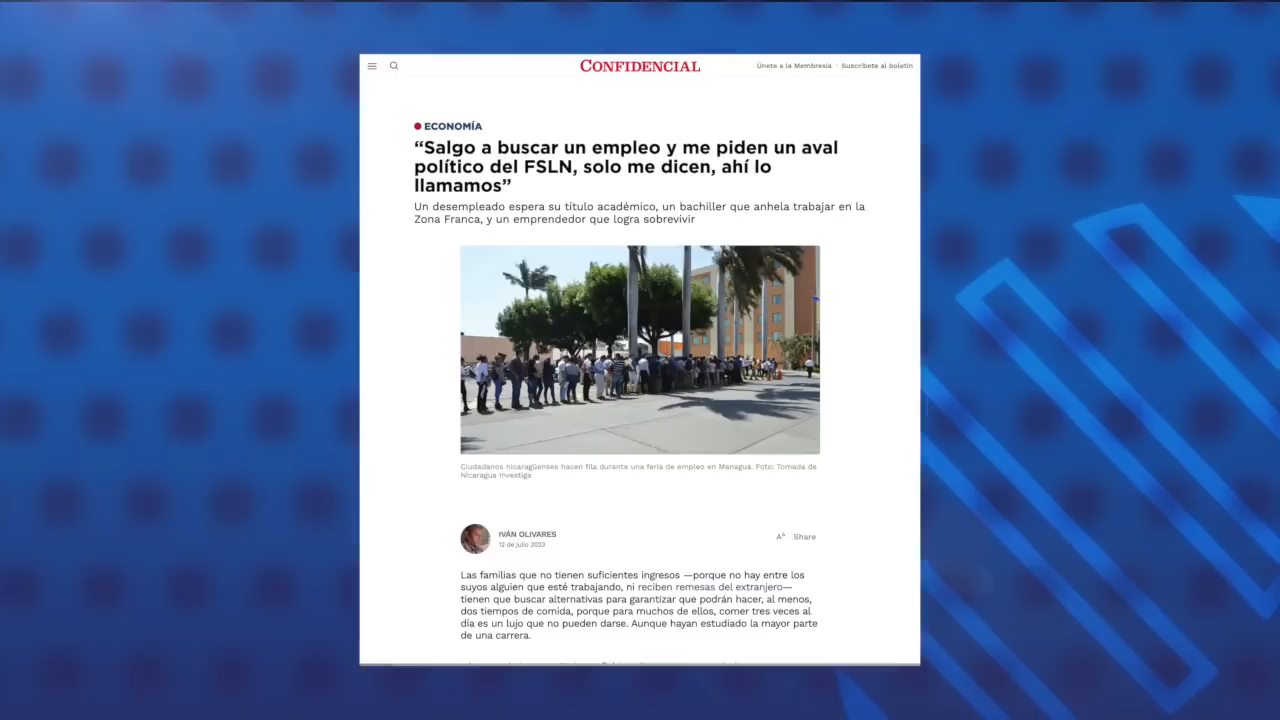 CONFIDENCIAL
Únete a la Membresía · Suscríbete al boletín
ECONOMÍA
“Salgo a buscar un empleo y me piden un aval
político del FSLN, solo me dicen, ahí lo
llamamos”
Un desempleado espera su título académico, un bachiller que anhela trabajar en la
Zona Franca, y un emprendedor que logra sobrevivir
Ciudadanos nicaragüenses hacen fila durante una feria de empleo en Managua. Foto: Tomada de
Nicaragua Investiga
IVÁN OLIVARES
12 de julio 2023
AA Share
Las familias que no tienen suficientes ingresos —porque no hay entre los
suyos alguien que esté trabajando, ni reciben remesas del extranjero—
tienen que buscar alternativas para garantizar que podrán hacer, al menos,
dos tiempos de comida, porque para muchos de ellos, comer tres veces al
día es un lujo que no pueden darse. Aunque hayan estudiado la mayor parte
de una carrera.